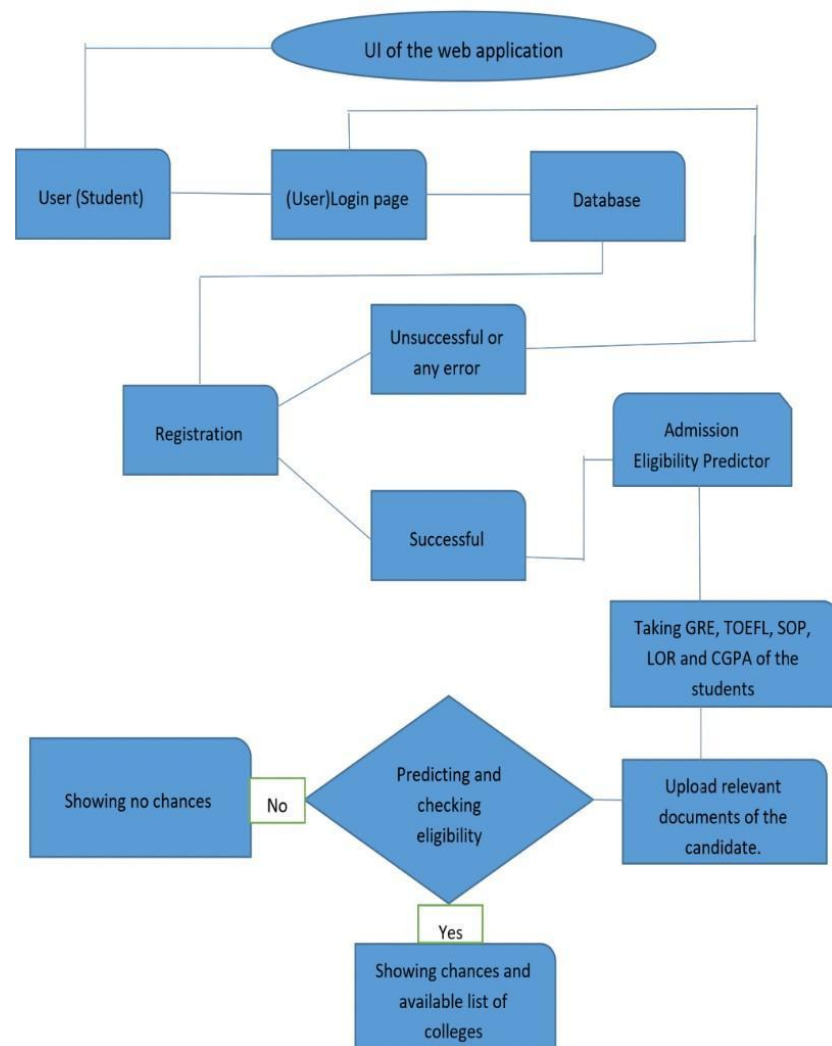 UI of the web application
User (Student)
(User)Login page
Database
Unsuccessful or
any error
Registration
Admission
Eligibility Predictor
Successful
Taking GRE, TOEFL, SOP,
LOR and CGPA of the
students
Showing no chances
No
Predicting and
checking
eligibility
Upload relevant
documents of the
candidate.
Yes
Showing chances and
available list of
colleges